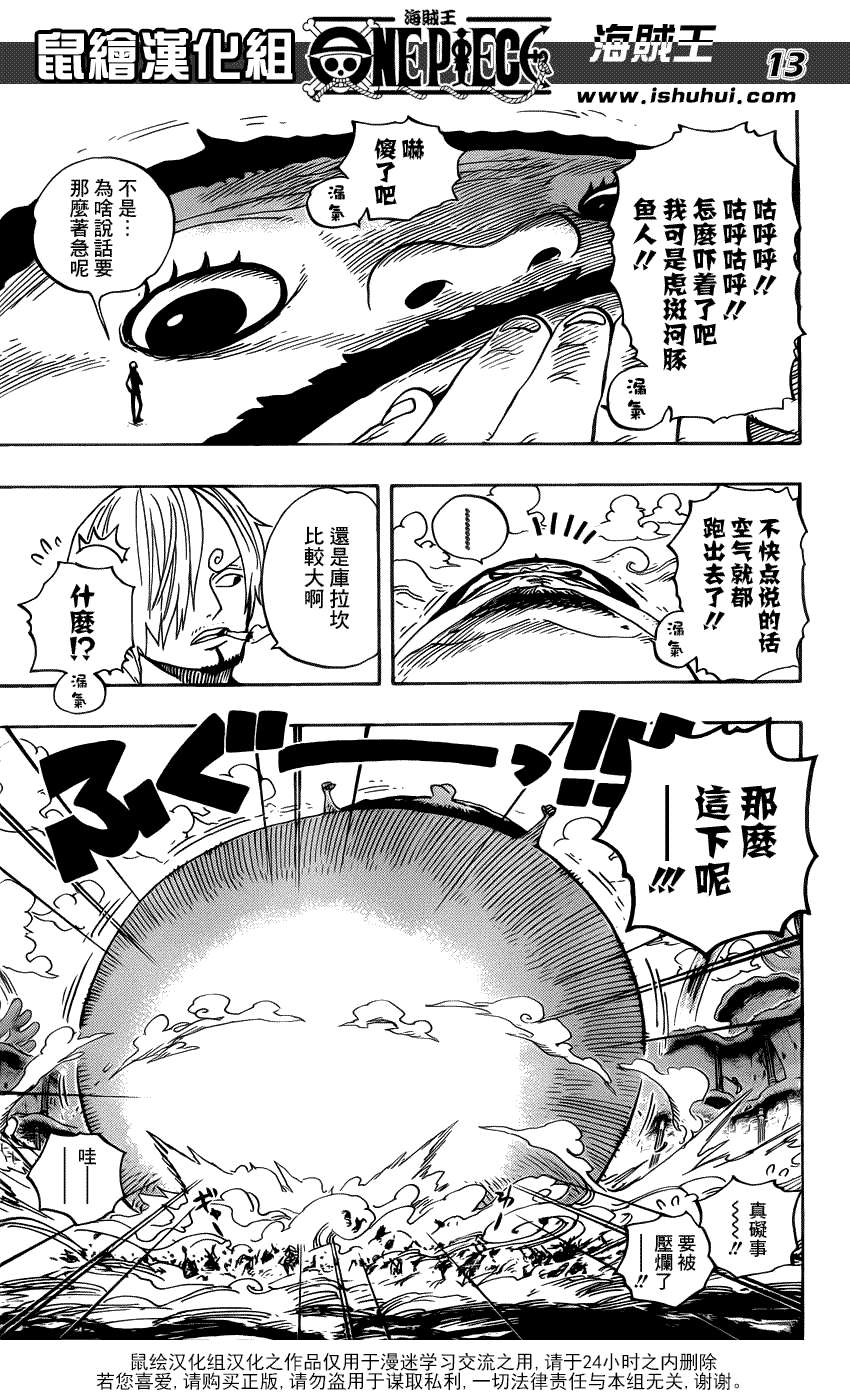 鼠繪漢化組
海賊王
ONE PIECE
海賊王
13
www.ishuhui.com
咕呼呼!!
咕呼咕呼!!
怎麼吓着了吧
我可是虎斑河豚
鱼人!!
漏氣
嚇
傻了吧
漏氣
不是…
為啥說話要
那麼著急呢
不快点说的话
空气就都
跑出去了!!
漏氣
還是庫拉坎
比較大啊
什麼!?
漏氣
那麼
這下呢
——!!!
ふぐーっ!!
真礙事
~~!!
要被
壓爛了
——!!
哇
——
鼠绘汉化组汉化之作品仅用于漫迷学习交流之用, 请于24小时之内删除
若您喜爱, 请购买正版, 请勿盗用于谋取私利, 一切法律责任与本组无关, 谢谢。